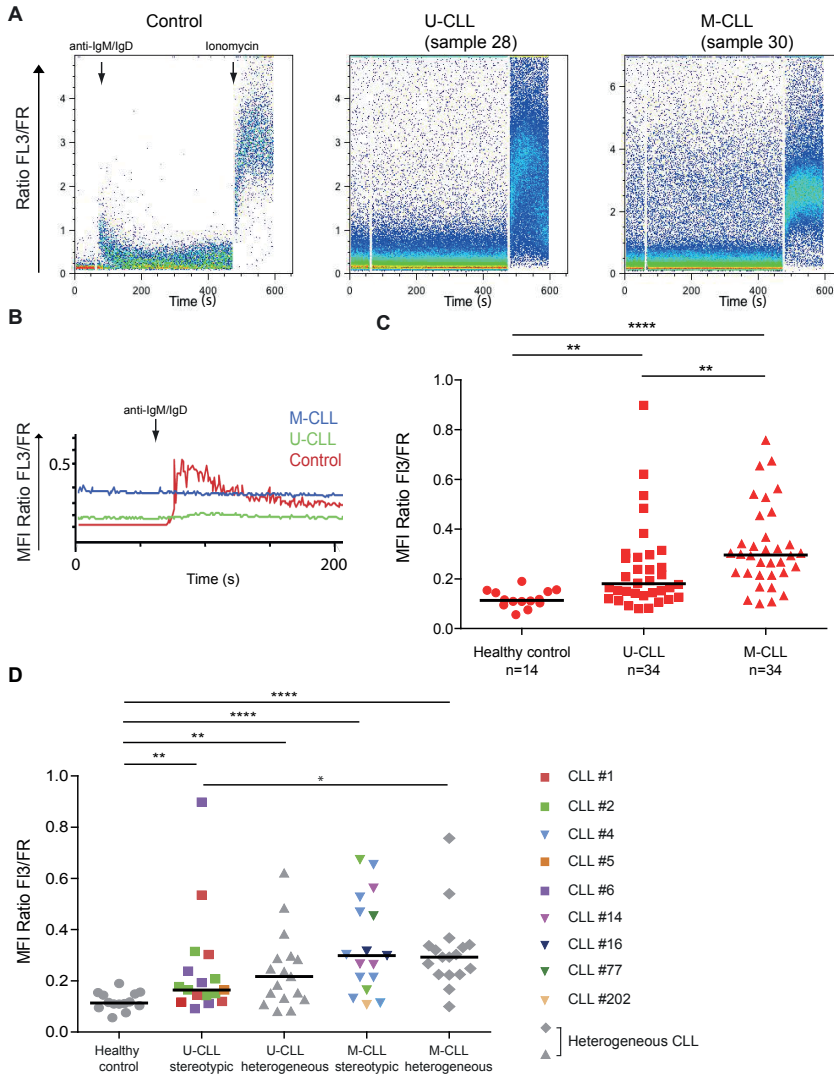 A
Control
U-CLL
(sample 28)
M-CLL
(sample 30)
anti-IgM/IgD
Ionomycin
Ratio FL3/FR
5
4
3
2
1
0
0 200 400 600
Time (s)
4
3
2
1
0
0 200 400 600
Time (s)
5
4
3
2
1
0
0 200 400 600
Time (s)
B
anti-IgM/IgD
M-CLL
U-CLL
Control
MFI Ratio FL3/FR
0.5
0 200
Time (s)
C
****
**
**
MFI Ratio Fl3/FR
1.0
0.8
0.6
0.4
0.2
0.0
Healthy control U-CLL M-CLL
n=14 n=34 n=34
D
****
****
**
**
*
MFI Ratio Fl3/FR
1.0
0.8
0.6
0.4
0.2
0.0
Healthy
control
U-CLL
stereotypic
U-CLL
heterogeneous
M-CLL
stereotypic
M-CLL
heterogeneous
CLL #1
CLL #2
CLL #4
CLL #5
CLL #6
CLL #14
CLL #16
CLL #77
CLL #202
Heterogeneous CLL